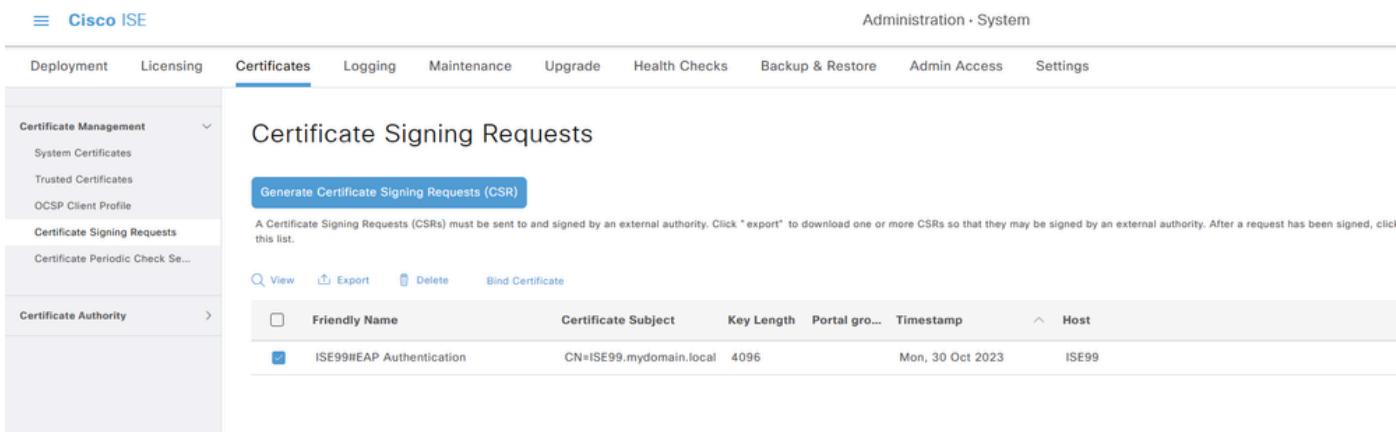 Cisco ISE
Administration · System
Deployment Licensing Certificates Logging Maintenance Upgrade Health Checks Backup & Restore Admin Access Settings
Certificate Management
System Certificates
Trusted Certificates
OCSP Client Profile
Certificate Signing Requests
Certificate Periodic Check Se...
Certificate Authority
Certificate Signing Requests
Generate Certificate Signing Requests (CSR)
A Certificate Signing Requests (CSRs) must be sent to and signed by an external authority. Click "export" to download one or more CSRs so that they may be signed by an external authority. After a request has been signed, click
this list.
View Export Delete Bind Certificate
Friendly Name Certificate Subject Key Length Portal gro... Timestamp Host
ISE99#EAP Authentication CN=ISE99.mydomain.local 4096 Mon, 30 Oct 2023 ISE99